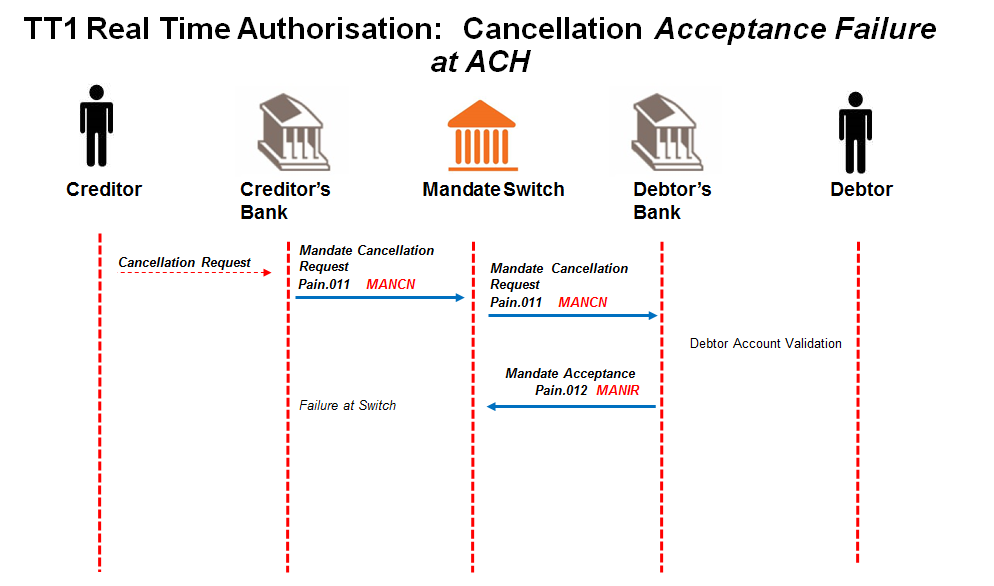 TT1 Real Time Authorisation: Cancellation Acceptance Failure
at ACH
Creditor
Creditor's
Bank
Mandate Switch
Debtor's
Bank
Debtor
Cancellation Request
Mandate Cancellation
Request
Pain.011 MANCN
Mandate Cancellation
Request
Pain.011 MANCN
Debtor Account Validation
Mandate Acceptance
Pain.012 MANIR
Failure at Switch